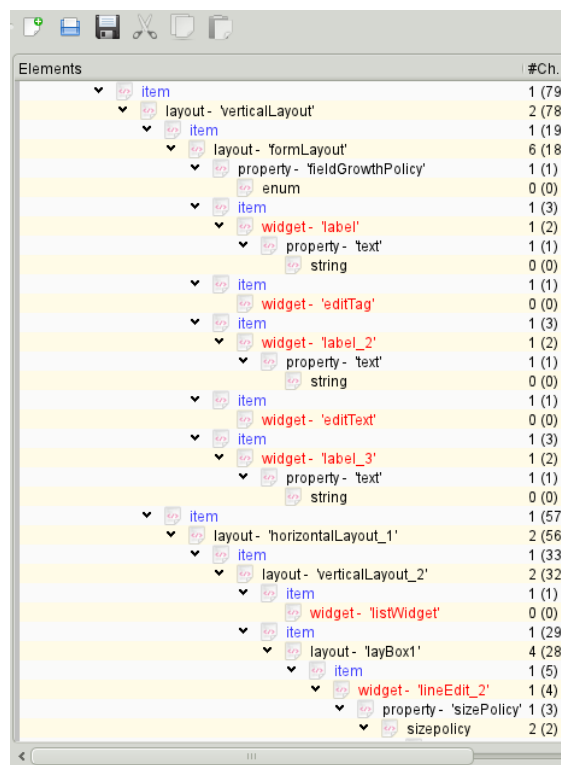 Elements #Ch.
item 1 (79
layout - 'verticalLayout' 2 (78
item 1 (19
layout - 'formLayout' 6 (18
property - 'fieldGrowthPolicy' 1 (1)
enum 0 (0)
item 1 (3)
widget - 'label' 1 (2)
property - 'text' 1 (1)
string 0 (0)
item 1 (1)
widget - 'editTag' 0 (0)
item 1 (3)
widget - 'label_2' 1 (2)
property - 'text' 1 (1)
string 0 (0)
item 1 (1)
widget - 'editText' 0 (0)
item 1 (3)
widget - 'label_3' 1 (2)
property - 'text' 1 (1)
string 0 (0)
item 1 (57
layout - 'horizontalLayout_1' 2 (56
item 1 (33
layout - 'verticalLayout_2' 2 (32
item 1 (1)
widget - 'listWidget' 0 (0)
item 1 (29
layout - 'layBox1' 4 (28
item 1 (5)
widget - 'lineEdit_2' 1 (4)
property - 'sizePolicy' 1 (3)
sizepolicy 2 (2)